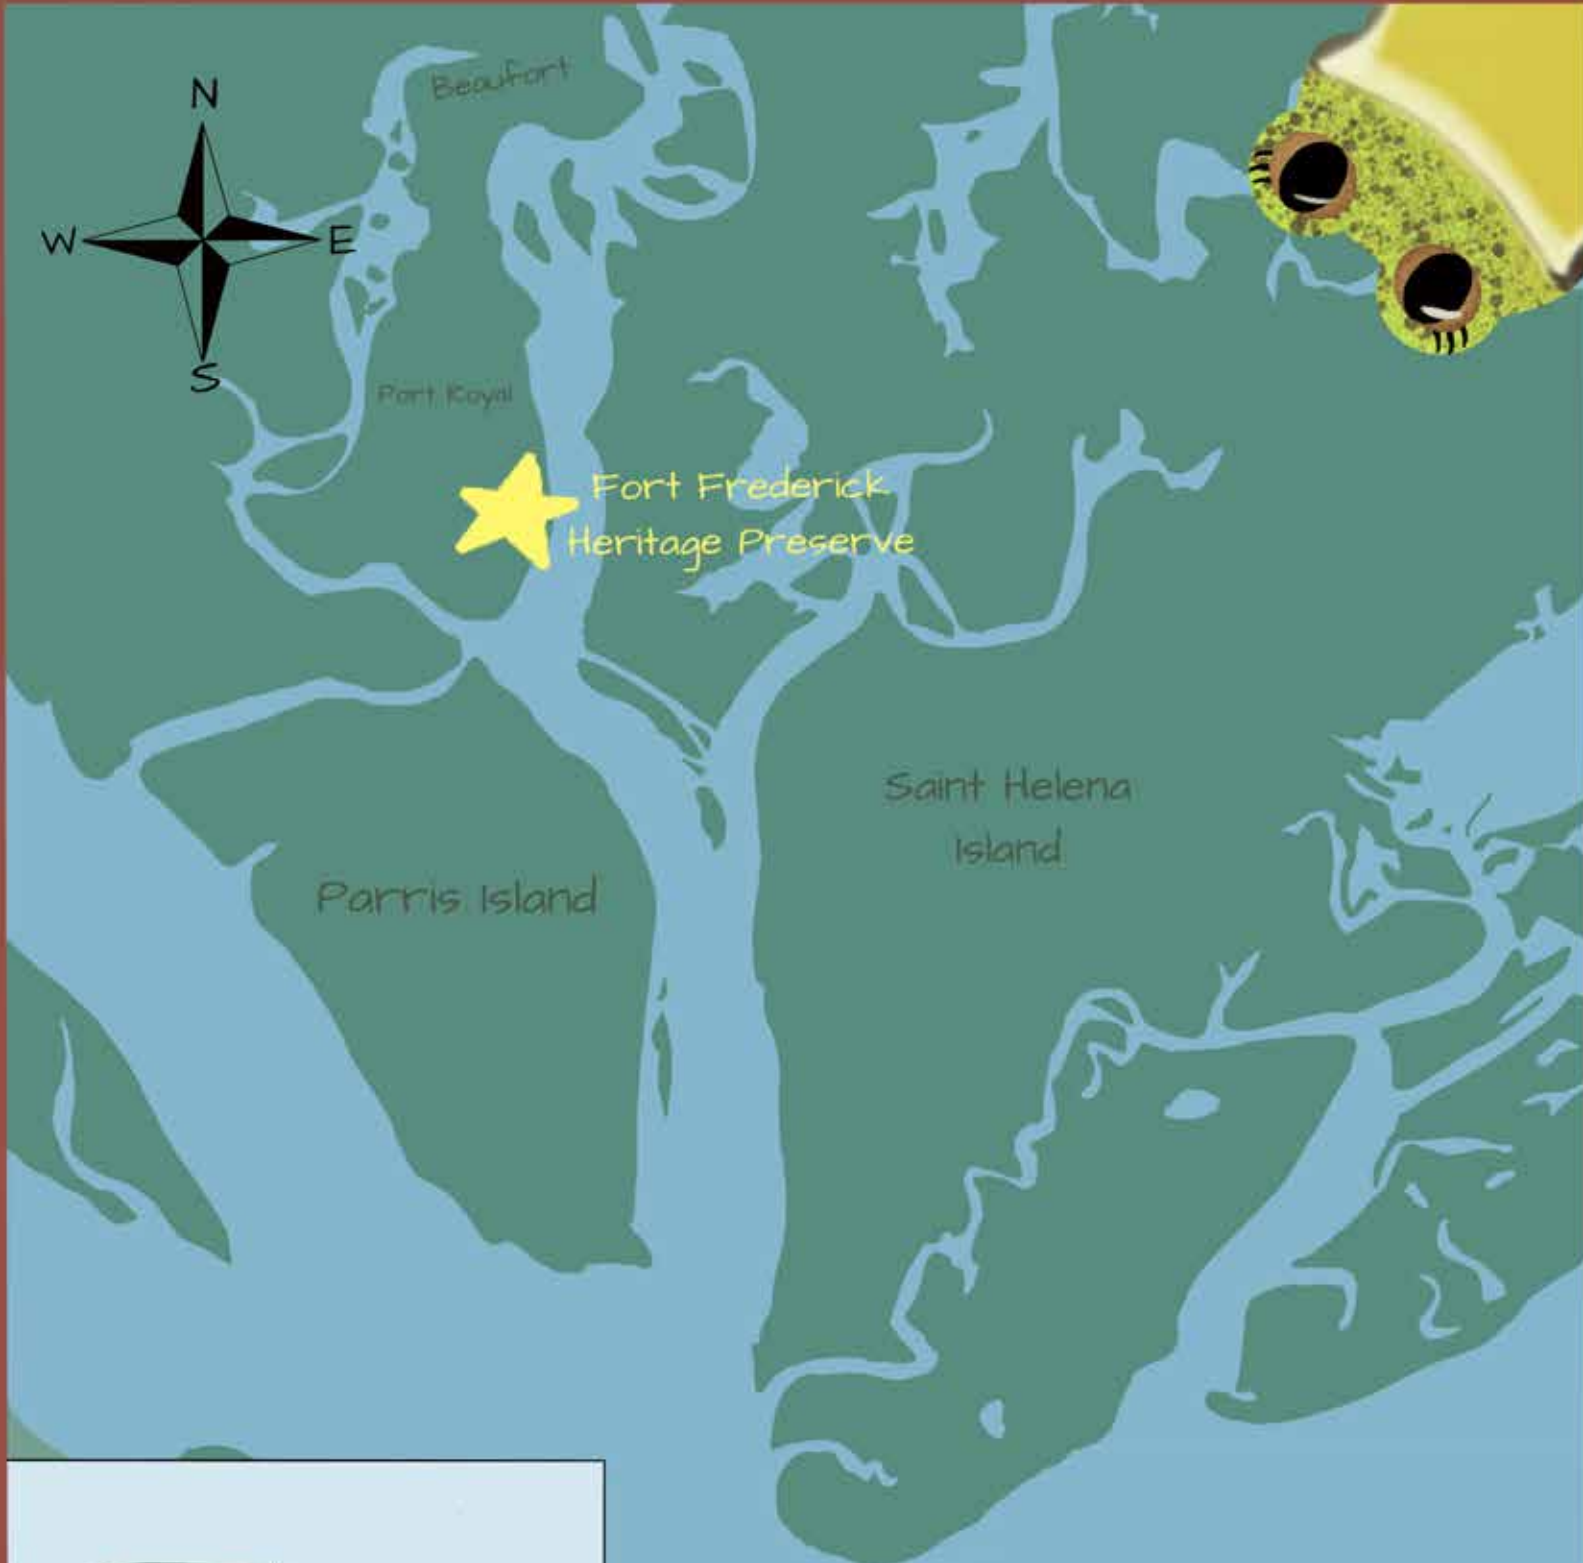 Beaufort
N
W
E
S
Port Royal
Fort Frederick
Heritage Preserve
Saint Helena
Island
Parris Island